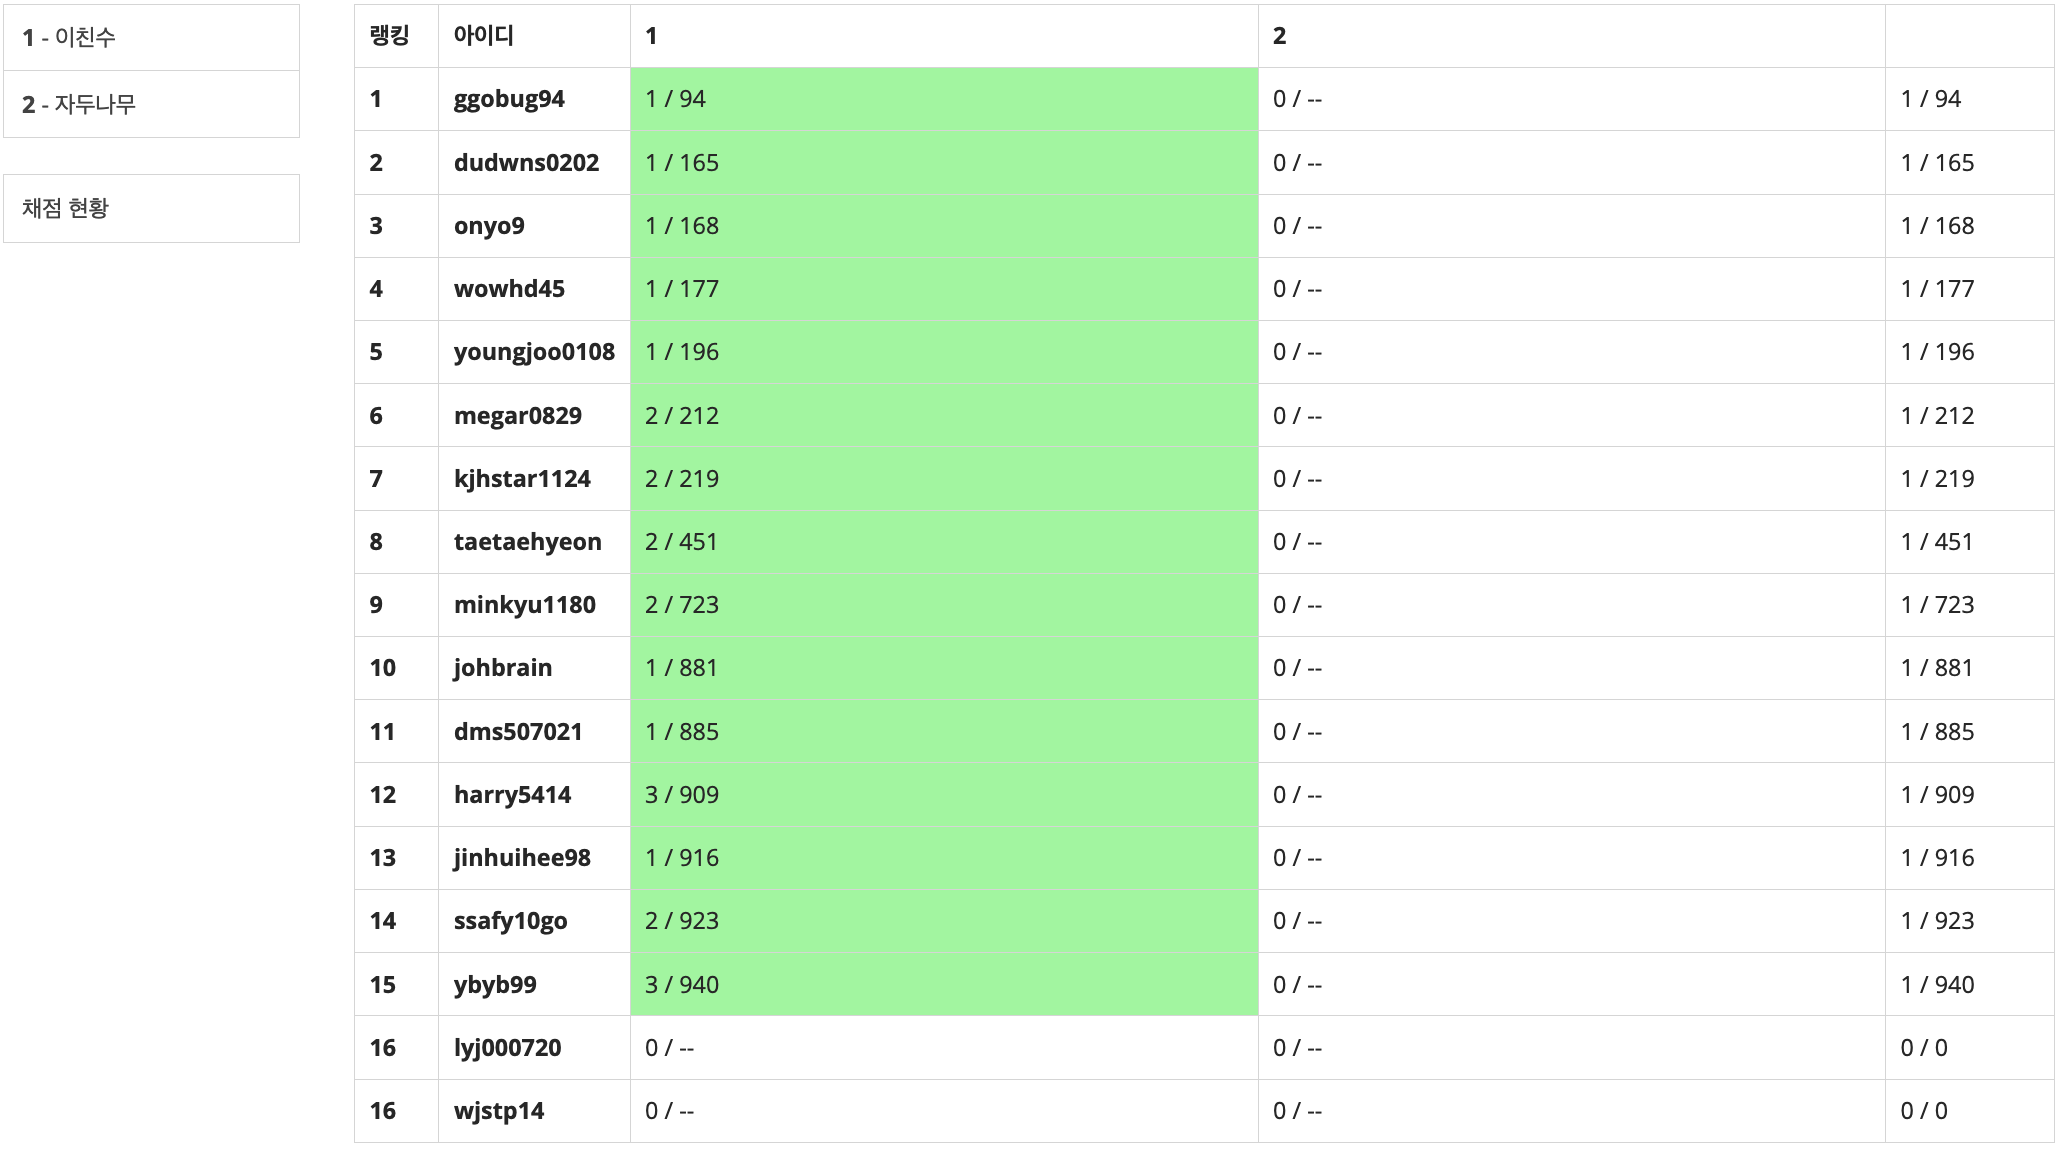 1 - 이친수
2 - 자두나무
채점 현황
랭킹 아이디 1 2
1 ggobug94 1 / 94 0 / -- 1 / 94
2 dudwns0202 1 / 165 0 / -- 1 / 165
3 onyo9 1 / 168 0 / -- 1 / 168
4 wowhd45 1 / 177 0 / -- 1 / 177
5 youngjoo0108 1 / 196 0 / -- 1 / 196
6 megar0829 2 / 212 0 / -- 1 / 212
7 kjhstar1124 2 / 219 0 / -- 1 / 219
8 taetaehyeon 2 / 451 0 / -- 1 / 451
9 minkyu1180 2 / 723 0 / -- 1 / 723
10 johbrain 1 / 881 0 / -- 1 / 881
11 dms507021 1 / 885 0 / -- 1 / 885
12 harry5414 3 / 909 0 / -- 1 / 909
13 jinhuihee98 1 / 916 0 / -- 1 / 916
14 ssafy10go 2 / 923 0 / -- 1 / 923
15 ybyb99 3 / 940 0 / -- 1 / 940
16 lyj000720 0 / -- 0 / -- 0 / 0
16 wjstp14 0 / -- 0 / -- 0 / 0